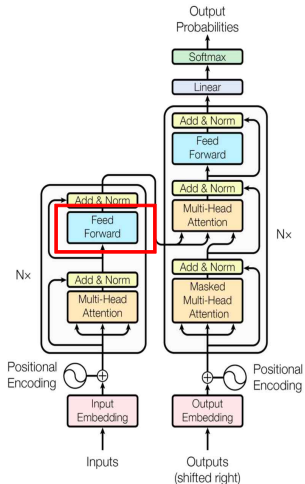 Output
Probabilities
Softmax
Linear
Add & Norm
Feed
Forward
Add & Norm
Multi-Head
Attention
Nx
Add & Norm
Masked
Multi-Head
Attention
Positional
Encoding
Output
Embedding
Outputs
(shifted right)
Add & Norm
Feed
Forward
Nx
Add & Norm
Multi-Head
Attention
Positional
Encoding
Input
Embedding
Inputs